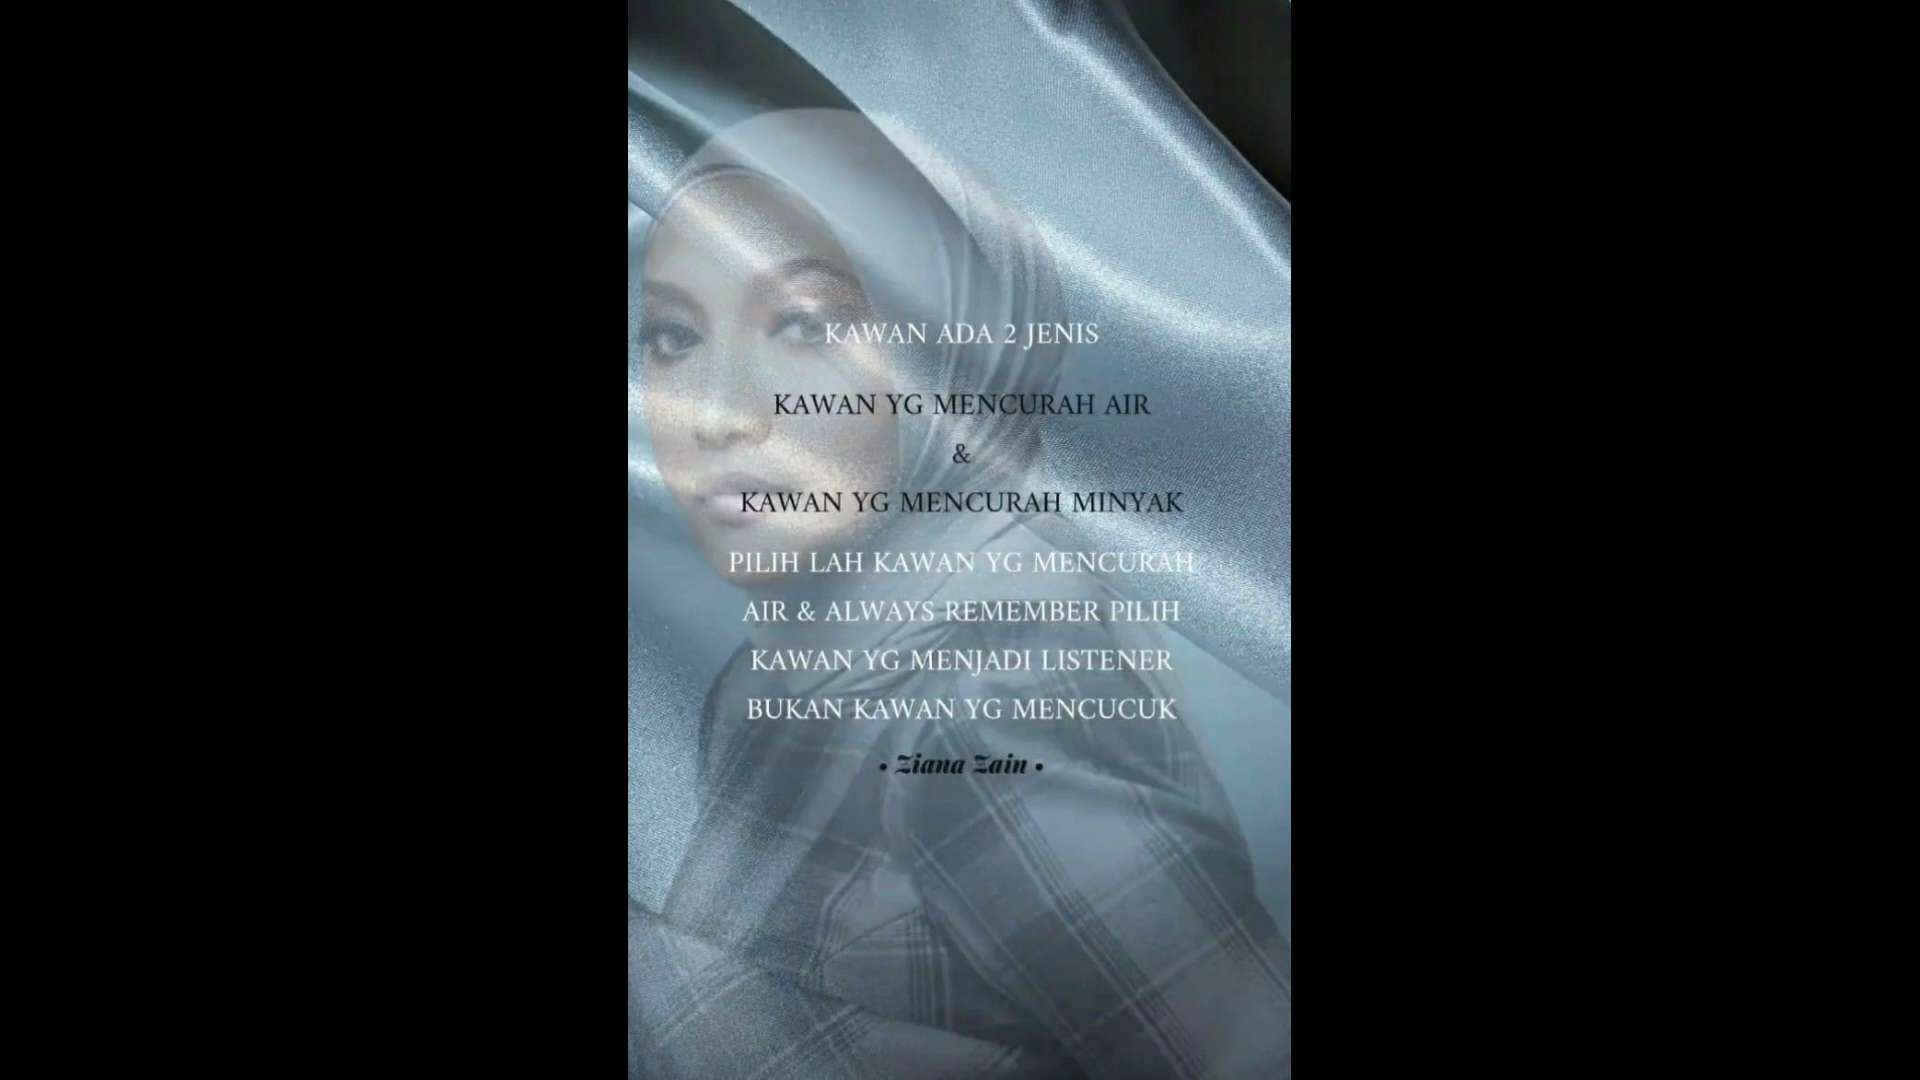 KAWAN ADA 2 JENIS
KAWAN YG MENCURAH AIR
&
KAWAN YG MENCURAH MINYAK
PILIH LAH KAWAN YG MENCURAH
AIR & ALWAYS REMEMBER PILIH
KAWAN YG MENJADI LISTENER
BUKAN KAWAN YG MENCUCUK
• Ziana Zain •